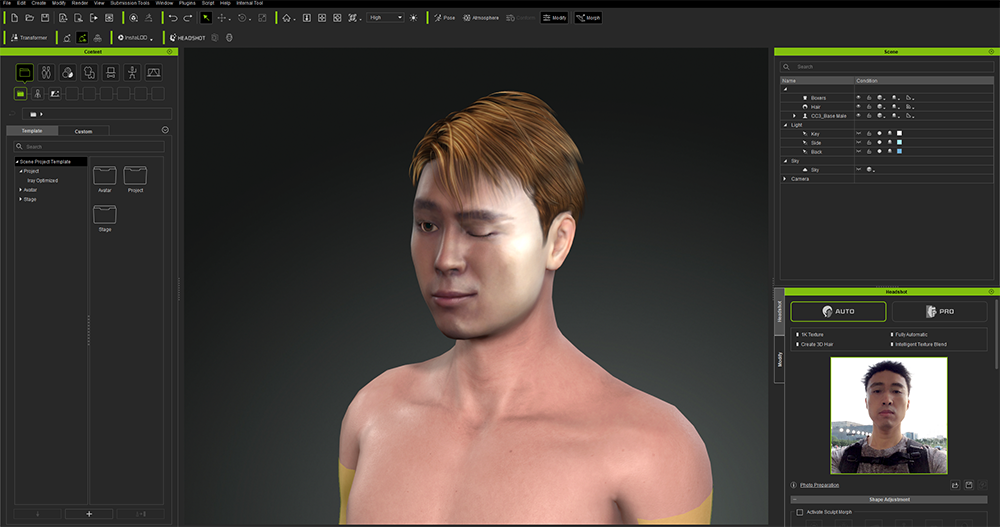 File Edit Create Modify Render View Submission Tools Window Plugins Script Help Internal Tool
High Pose Atmosphere Modify Morph
Transformer InstaLOD HEADSHOT
Content
Template Custom
Search
Scene Project Template
Project
Iray Optimized
Avatar
Stage
Avatar Project
Stage
Scene
Search
Name Condition
Boxers
Hair
CC3_Base Male
Light
Key
Side
Back
Sky
Sky
Camera
Headshot
Headshot
Modify
AUTO PRO
1K Texture Fully Automatic
Create 3D Hair Intelligent Texture Blend
Photo Preparation
Shape Adjustment
Activate Sculpt Morph